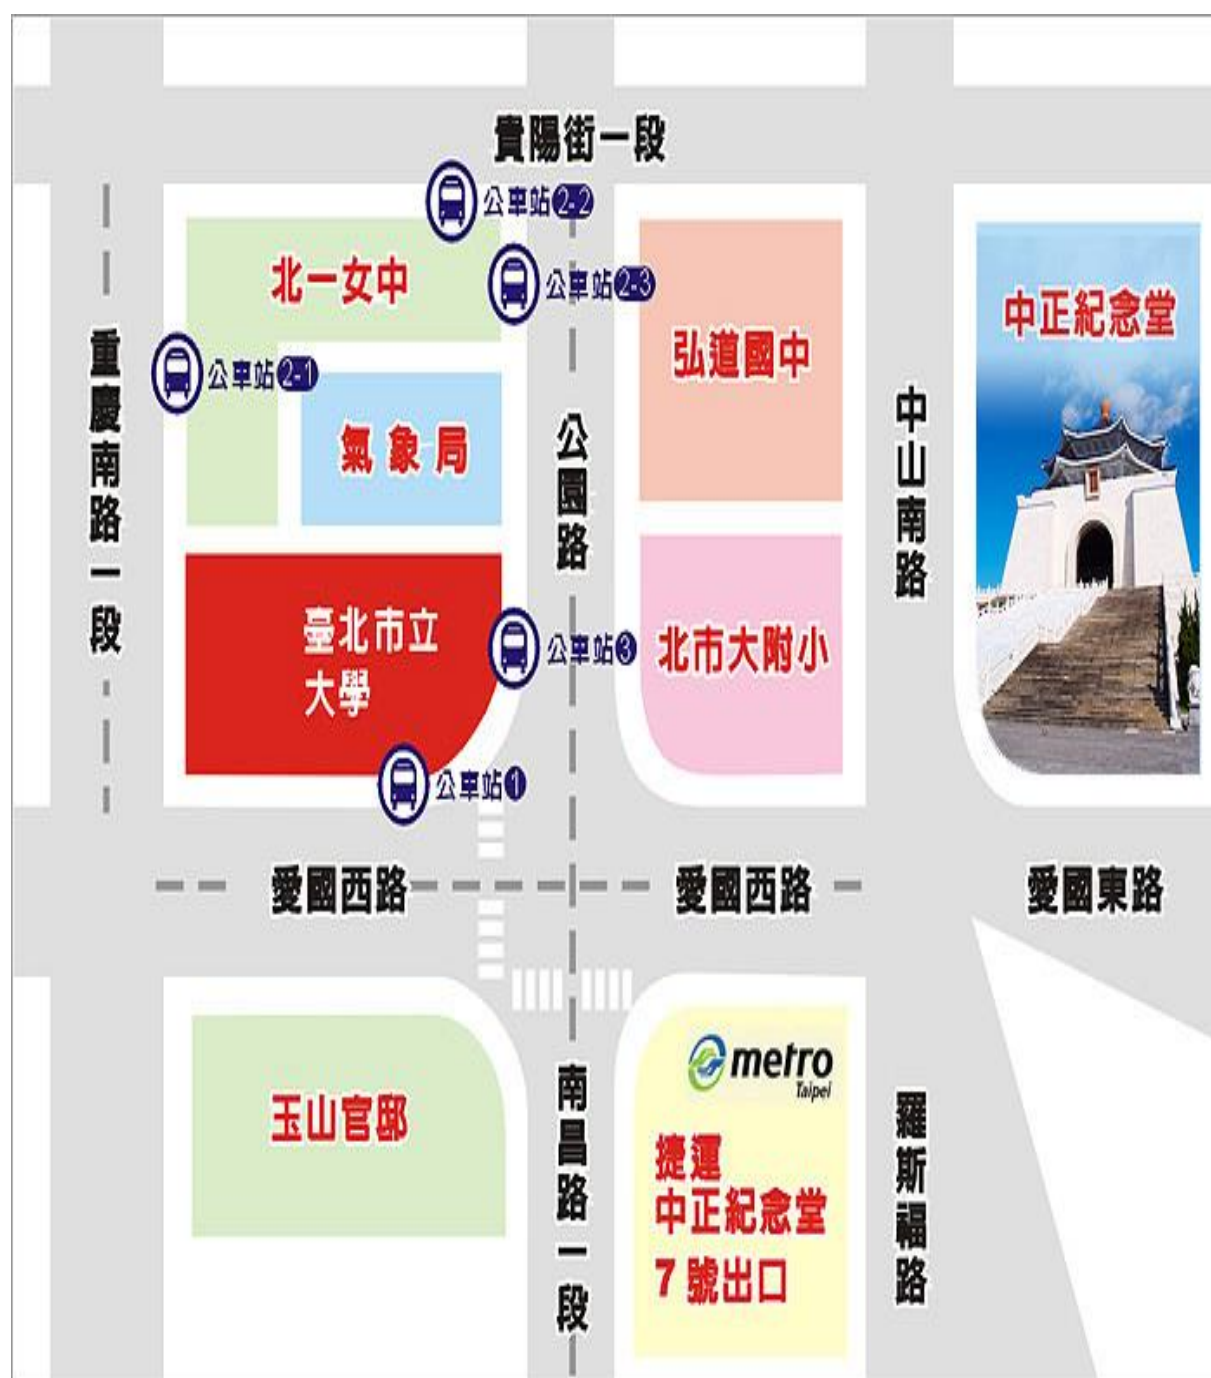 貴陽街一段
公車站2-2
北一女中
公車站2-3
中正紀念堂
弘道國中
公車站2-1
重慶南路一段
氣象局
公園路
中山南路
臺北市立
大學
公車站3
北市大附小
公車站1
愛國西路
愛國西路
愛國東路
metro
Taipei
玉山官邸
南昌路一段
捷運
中正紀念堂
7號出口
羅斯福路